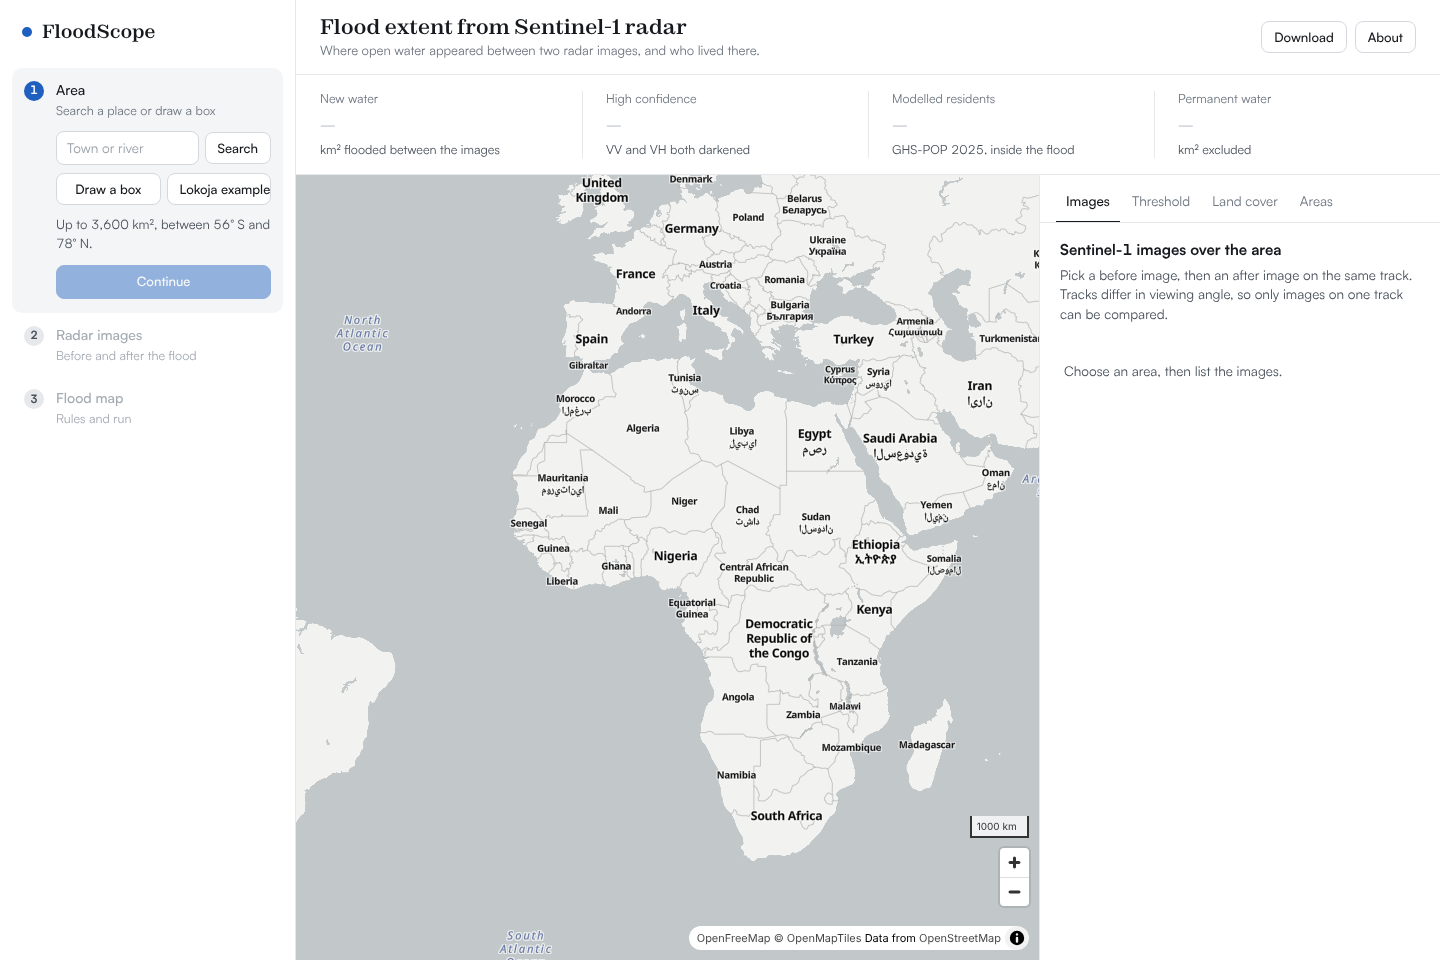 FloodScope
1
Area
Search a place or draw a box
Town or river
Search
Draw a box
Lokoja example
Up to 3,600 km², between 56° S and
78° N.
Continue
2
Radar images
Before and after the flood
3
Flood map
Rules and run
Flood extent from Sentinel-1 radar
Where open water appeared between two radar images, and who lived there.
Download
About
New water
—
km² flooded between the images
High confidence
—
VV and VH both darkened
Modelled residents
—
GHS-POP 2025, inside the flood
Permanent water
—
km² excluded
United
Kingdom
Denmark
Belarus
Беларусь
Poland
Germany
Ukraine
Україна
Austria
France
Romania
Croatia
Andorra
Italy
Bulgaria
България
Armenia
Հայաստան
Spain
Turkey
Turkmenistan
North
Atlantic
Ocean
Gibraltar
Cyprus
Κύπρος
Syria
سوريا
Tunisia
تونس
Iran
ایران
Morocco
المغرب
Algeria
Libya
ليبيا
Egypt
مصر
Saudi Arabia
السعودية
Oman
عمان
Mauritania
موريتانيا
Niger
Mali
Chad
تشاد
Sudan
السودان
Yemen
اليمن
Senegal
Guinea
Nigeria
Ethiopia
ኢትዮጵያ
Somalia
الصومال
Ghana
Liberia
Central African
Republic
Equatorial
Guinea
Kenya
Democratic
Republic of
the Congo
Tanzania
Angola
Malawi
Zambia
Mozambique
Madagascar
Namibia
South Africa
South
Atlantic
1000 km
+
−
OpenFreeMap © OpenMapTiles Data from OpenStreetMap
Images
Threshold
Land cover
Areas
Sentinel-1 images over the area
Pick a before image, then an after image on the same track.
Tracks differ in viewing angle, so only images on one track
can be compared.
Choose an area, then list the images.